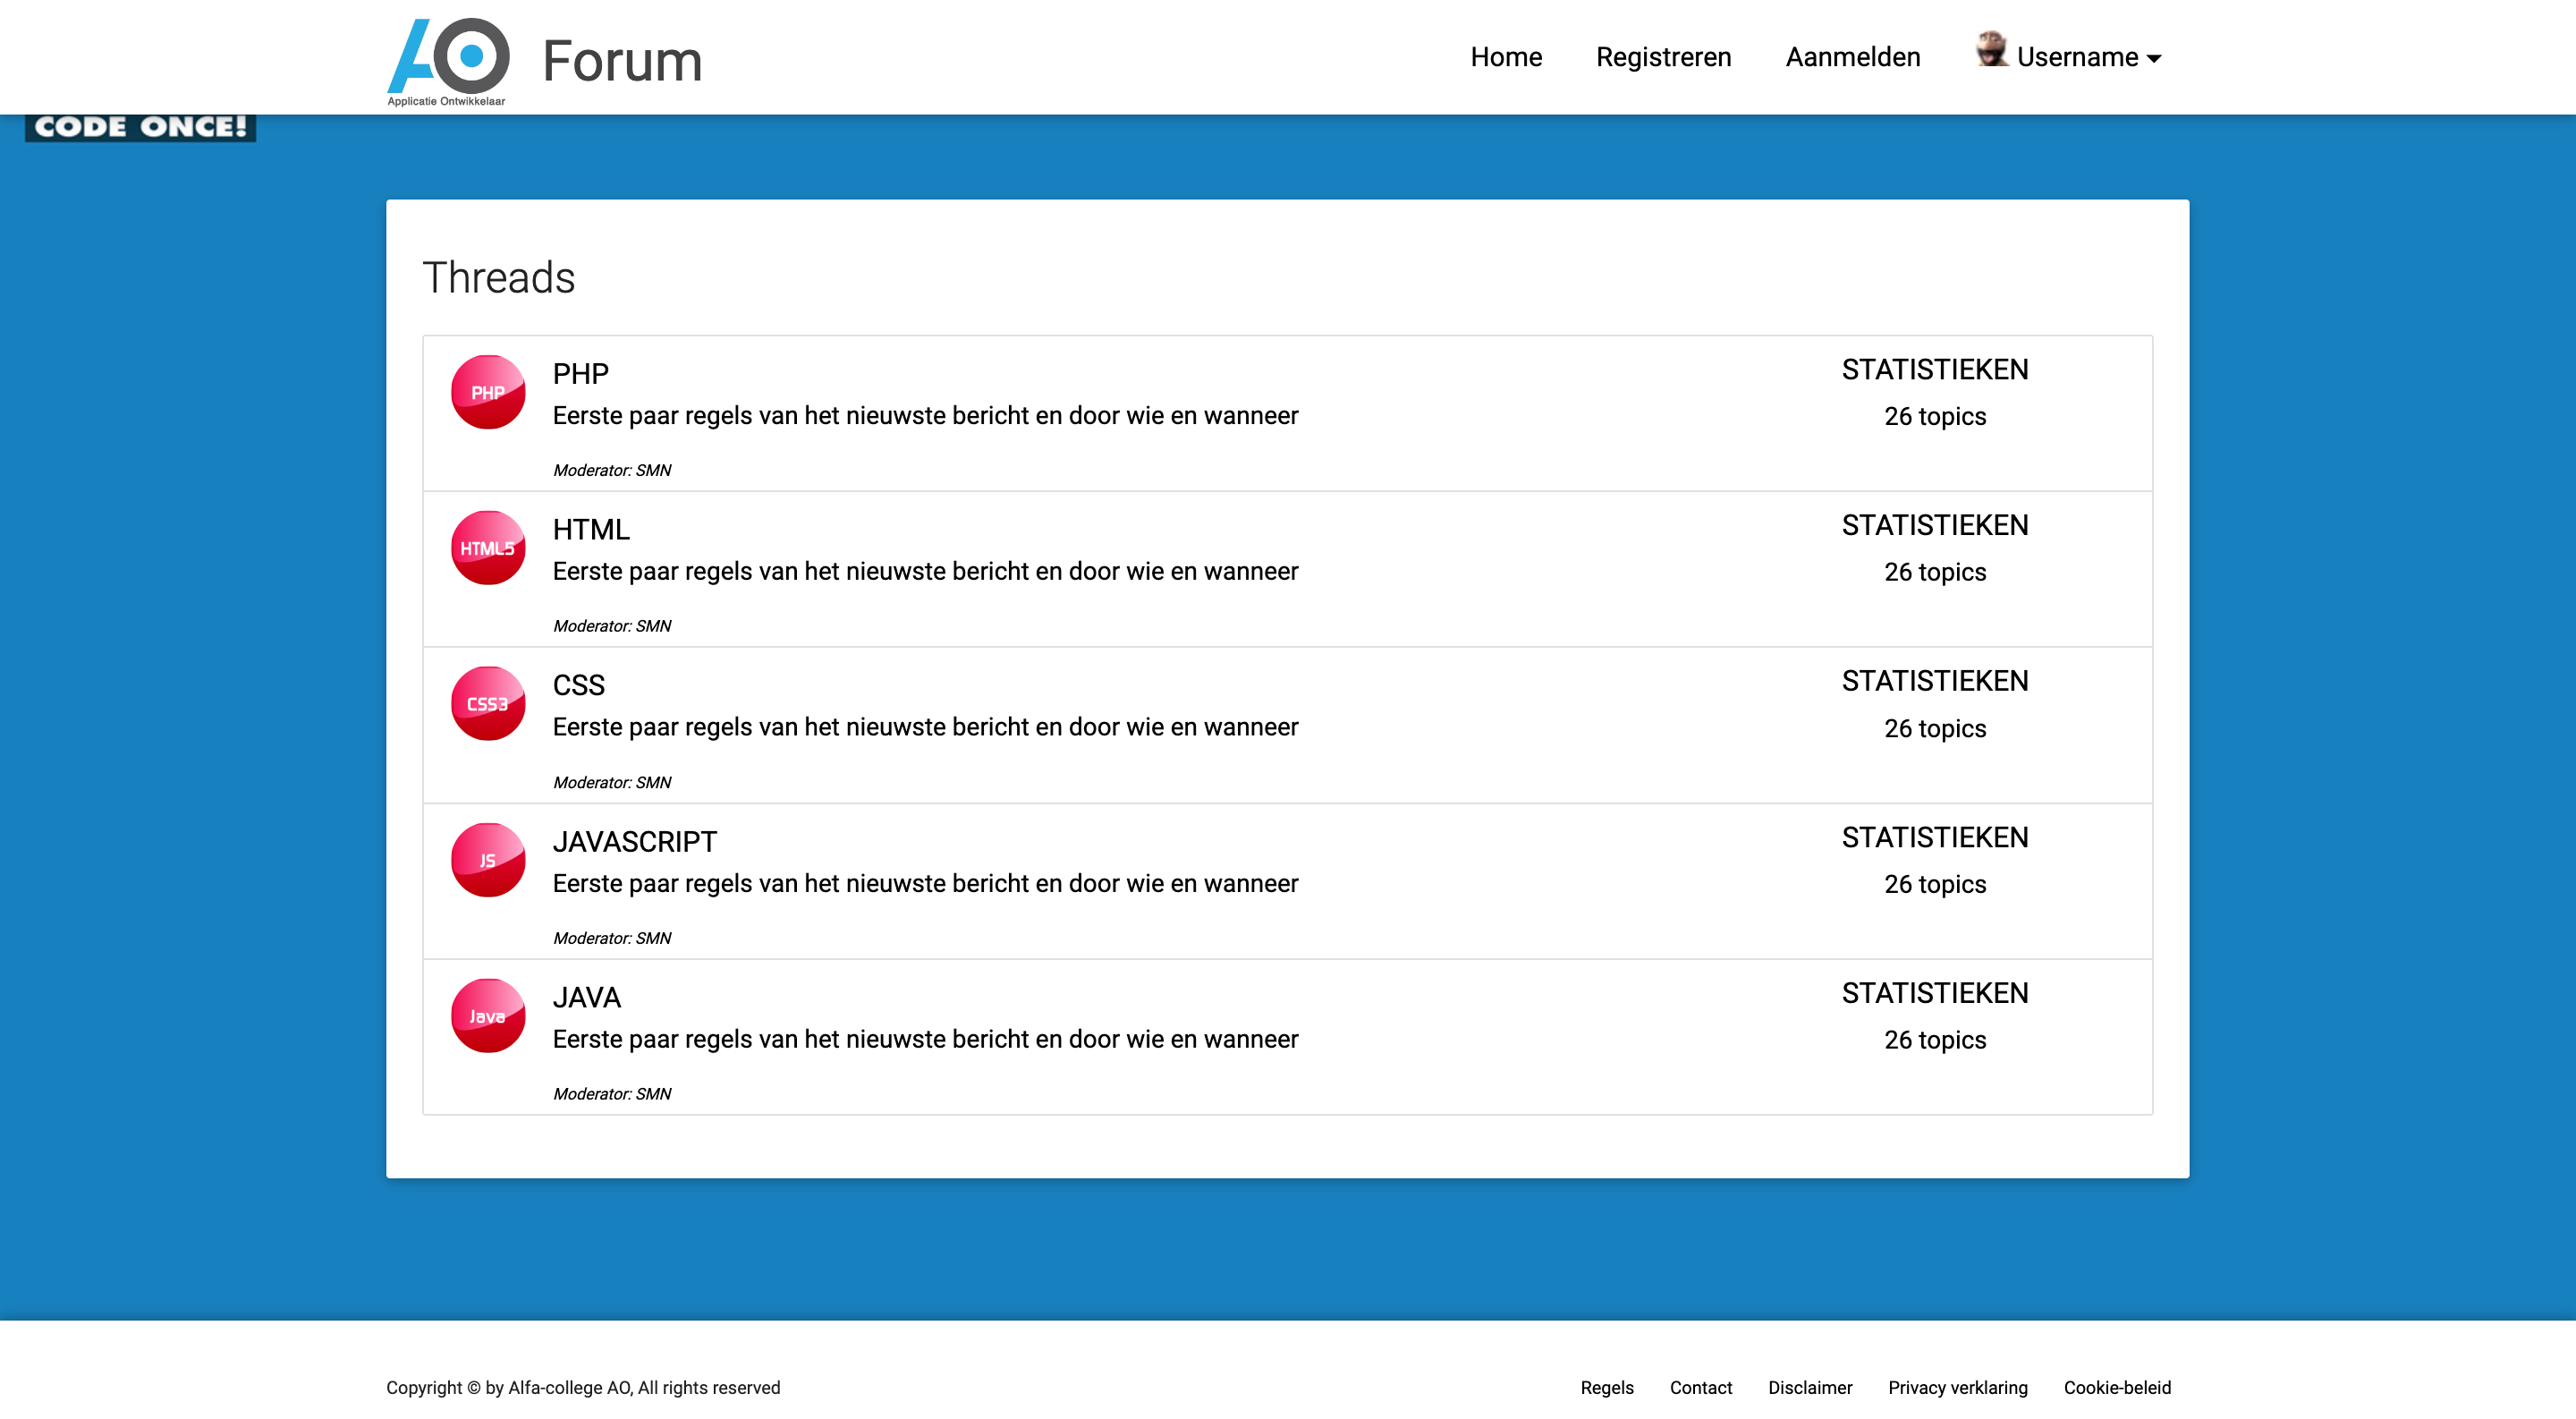 AO
Applicatie Ontwikkelaar
Forum
Home Registreren Aanmelden Username
CODE ONCE!
Threads
PHP
PHP
Eerste paar regels van het nieuwste bericht en door wie en wanneer
Moderator: SMN
STATISTIEKEN
26 topics
HTML5
HTML
Eerste paar regels van het nieuwste bericht en door wie en wanneer
Moderator: SMN
STATISTIEKEN
26 topics
CSS3
CSS
Eerste paar regels van het nieuwste bericht en door wie en wanneer
Moderator: SMN
STATISTIEKEN
26 topics
JS
JAVASCRIPT
Eerste paar regels van het nieuwste bericht en door wie en wanneer
Moderator: SMN
STATISTIEKEN
26 topics
Java
JAVA
Eerste paar regels van het nieuwste bericht en door wie en wanneer
Moderator: SMN
STATISTIEKEN
26 topics
Copyright © by Alfa-college AO, All rights reserved
Regels Contact Disclaimer Privacy verklaring Cookie-beleid